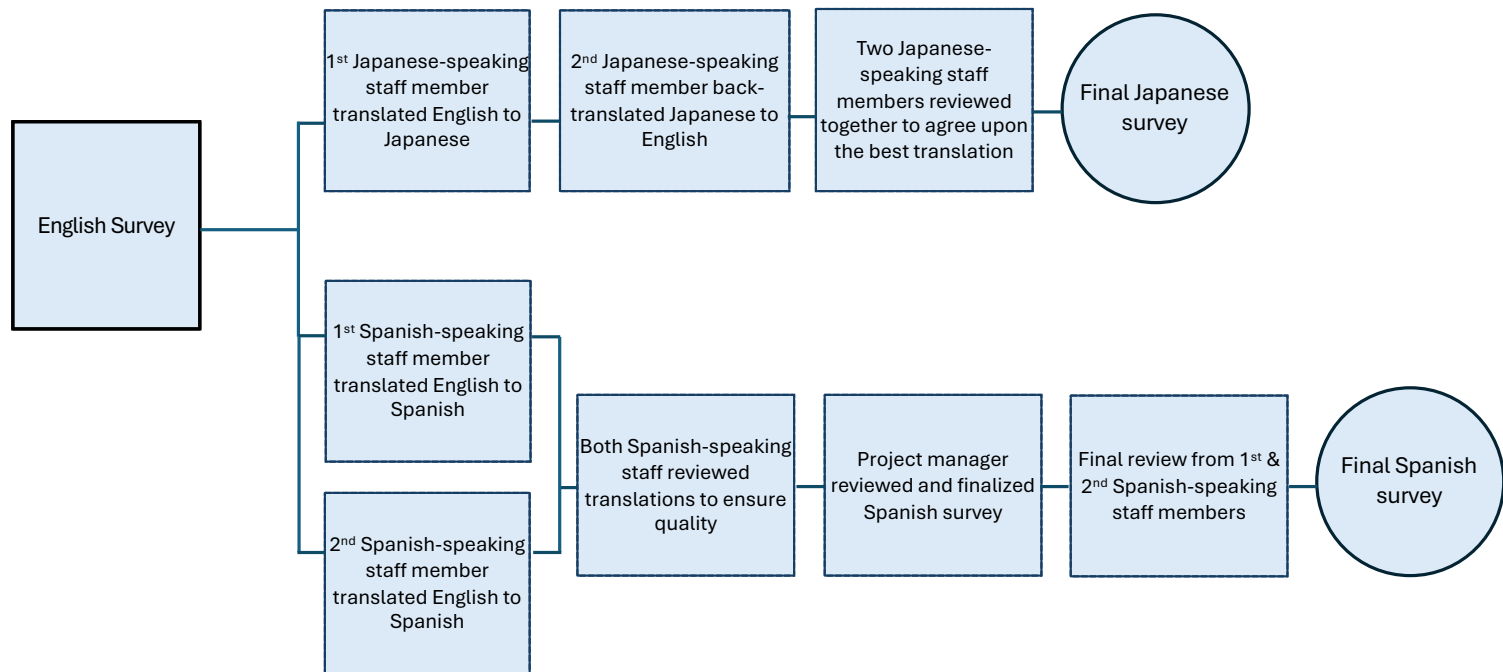 English Survey
1st Japanese-speaking
staff member
translated English to
Japanese
2nd Japanese-speaking
staff member back-
translated Japanese to
English
Two Japanese-
speaking staff
members reviewed
together to agree upon
the best translation
Final Japanese
survey
1st Spanish-speaking
staff member
translated English to
Spanish
2nd Spanish-speaking
staff member
translated English to
Spanish
Both Spanish-speaking
staff reviewed
translations to ensure
quality
Project manager
reviewed and finalized
Spanish survey
Final review from 1st &
2nd Spanish-speaking
staff members
Final Spanish
survey